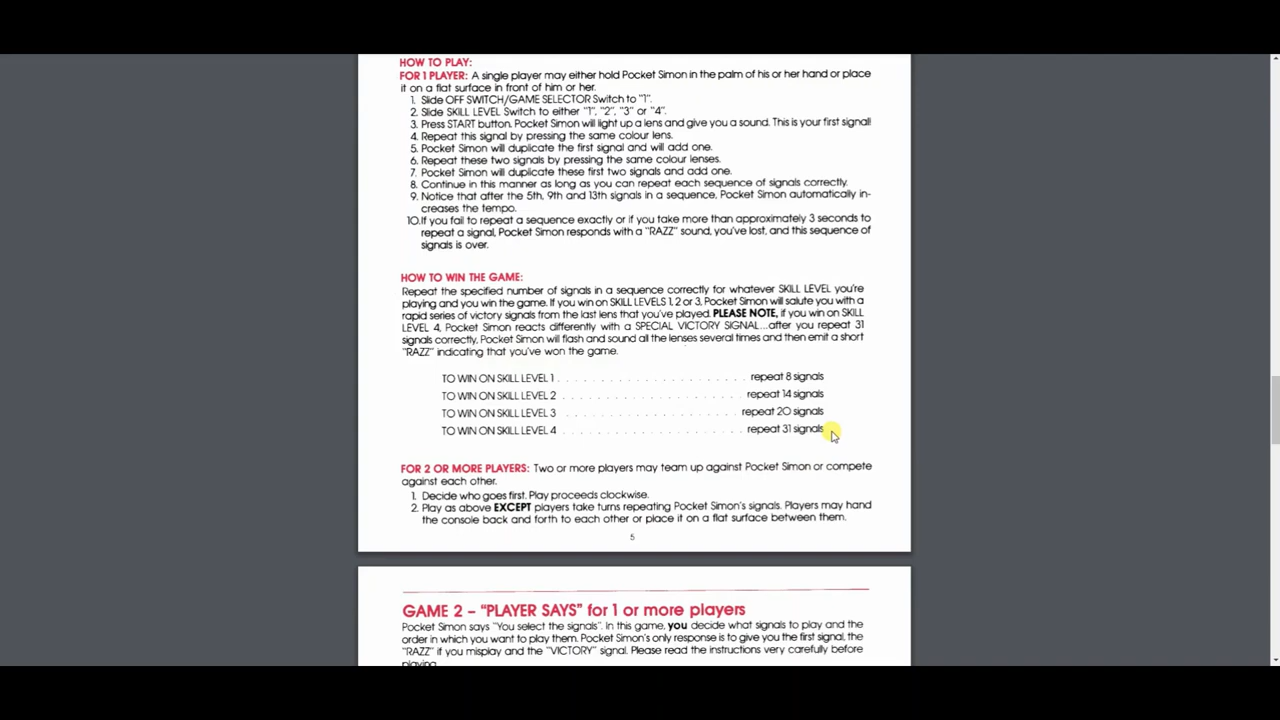 HOW TO PLAY:
FOR 1 PLAYER: A single player may either hold Pocket Simon in the palm of his or her hand or place
it on a flat surface in front of him or her.
1. Slide OFF SWITCH/GAME SELECTOR Switch to "1".
2. Slide SKILL LEVEL Switch to either "1", "2", "3" or "4".
3. Press START button. Pocket Simon will light up a lens and give you a sound. This is your first signal!
4. Repeat this signal by pressing the same colour lens.
5. Pocket Simon will duplicate the first signal and will add one.
6. Repeat these two signals by pressing the same colour lenses.
7. Pocket Simon will duplicate these first two signals and add one.
8. Continue in this manner as long as you can repeat each sequence of signals correctly.
9. Notice that after the 5th, 9th and 13th signals in a sequence, Pocket Simon automatically in-
creases the tempo.
10. If you fail to repeat a sequence exactly or if you take more than approximately 3 seconds to
repeat a signal, Pocket Simon responds with a "RAZZ" sound, you've lost, and this sequence of
signals is over.
HOW TO WIN THE GAME:
Repeat the specified number of signals in a sequence correctly for whatever SKILL LEVEL you're
playing and you win the game. If you win on SKILL LEVELS 1, 2 or 3, Pocket Simon will salute you with a
rapid series of victory signals from the last lens that you've played. PLEASE NOTE, if you win on SKILL
LEVEL 4, Pocket Simon reacts differently with a SPECIAL VICTORY SIGNAL...after you repeat 31
signals correctly, Pocket Simon will flash and sound all the lenses several times and then emit a short
"RAZZ" indicating that you've won the game.
TO WIN ON SKILL LEVEL 1 . . . . . . . . . . . . . . . . . . . . . . repeat 8 signals
TO WIN ON SKILL LEVEL 2 . . . . . . . . . . . . . . . . . . . . . repeat 14 signals
TO WIN ON SKILL LEVEL 3 . . . . . . . . . . . . . . . . . . . . repeat 20 signals
TO WIN ON SKILL LEVEL 4 . . . . . . . . . . . . . . . . . . . . . repeat 31 signals
FOR 2 OR MORE PLAYERS: Two or more players may team up against Pocket Simon or compete
against each other.
1. Decide who goes first. Play proceeds clockwise.
2. Play as above EXCEPT players take turns repeating Pocket Simon's signals. Players may hand
the console back and forth to each other or place it on a flat surface between them.
5
GAME 2 – "PLAYER SAYS" for 1 or more players
Pocket Simon says "You select the signals". In this game, you decide what signals to play and the
order in which you want to play them. Pocket Simon's only response is to give you the first signal, the
"RAZZ" if you misplay and the "VICTORY" signal. Please read the instructions very carefully before
playing.